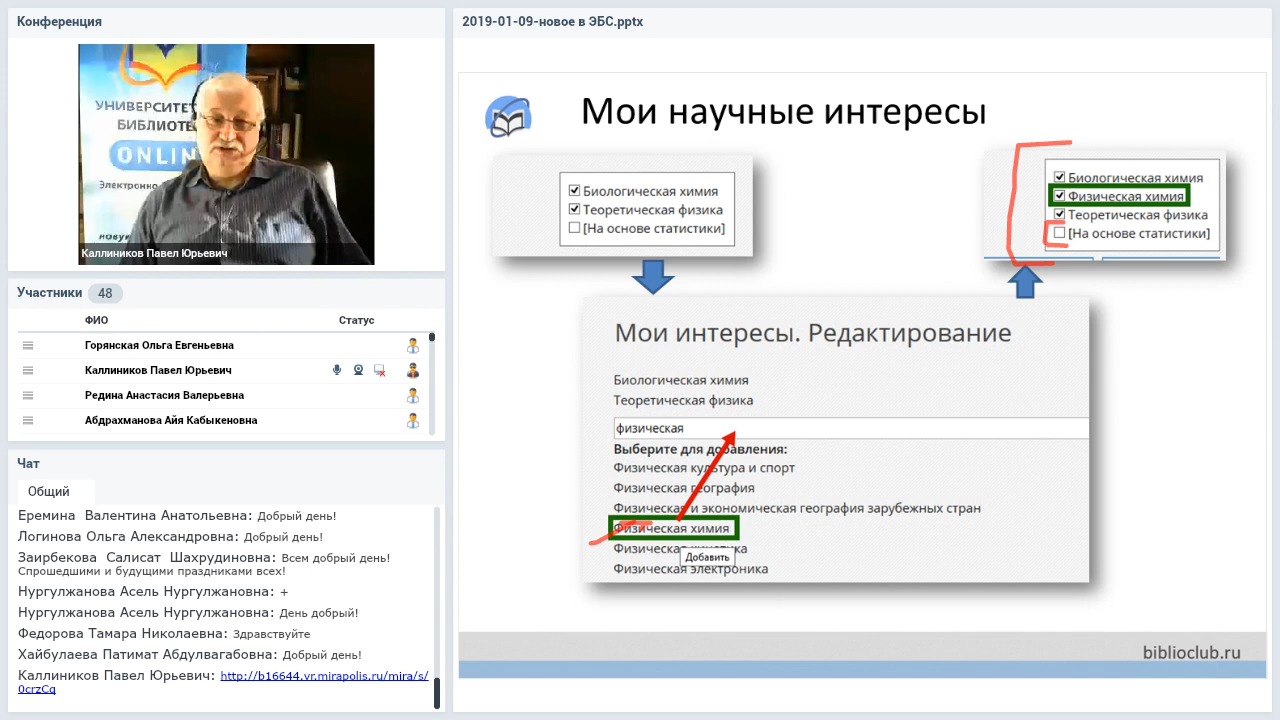 Конференция
УНИВЕРСИТЕТ
БИБЛИОТЕ
ONLIN
Электронно
Каллиников Павел Юрьевич
Участники 48
ФИО Статус
Горянская Ольга Евгеньевна
Каллиников Павел Юрьевич
Редина Анастасия Валерьевна
Абдрахманова Айя Кабыкеновна
Чат
Общий
Еремина Валентина Анатольевна: Добрый день!
Логинова Ольга Александровна: Добрый день!
Заирбекова Салисат Шахрудиновна: Всем добрый день!
Спрошедшими и будущими праздниками всех!
Нургулжанова Асель Нургулжановна: +
Нургулжанова Асель Нургулжановна: День добрый!
Федорова Тамара Николаевна: Здравствуйте
Хайбулаева Патимат Абдулвагабовна: Добрый день!
Каллиников Павел Юрьевич: http://b16644.vr.mirapolis.ru/mira/s/
0crzCq
2019-01-09-новое в ЭБС.pptx
Мои научные интересы
Биологическая химия
Теоретическая физика
[На основе статистики]
Биологическая химия
Физическая химия
Теоретическая физика
[На основе статистики]
Мои интересы. Редактирование
Биологическая химия
Теоретическая физика
физическая
Выберите для добавления:
Физическая культура и спорт
Физическая география
Физическая и экономическая география зарубежных стран
Физическая химия
Физическая кинетика
Добавить
Физическая электроника
biblioclub.ru